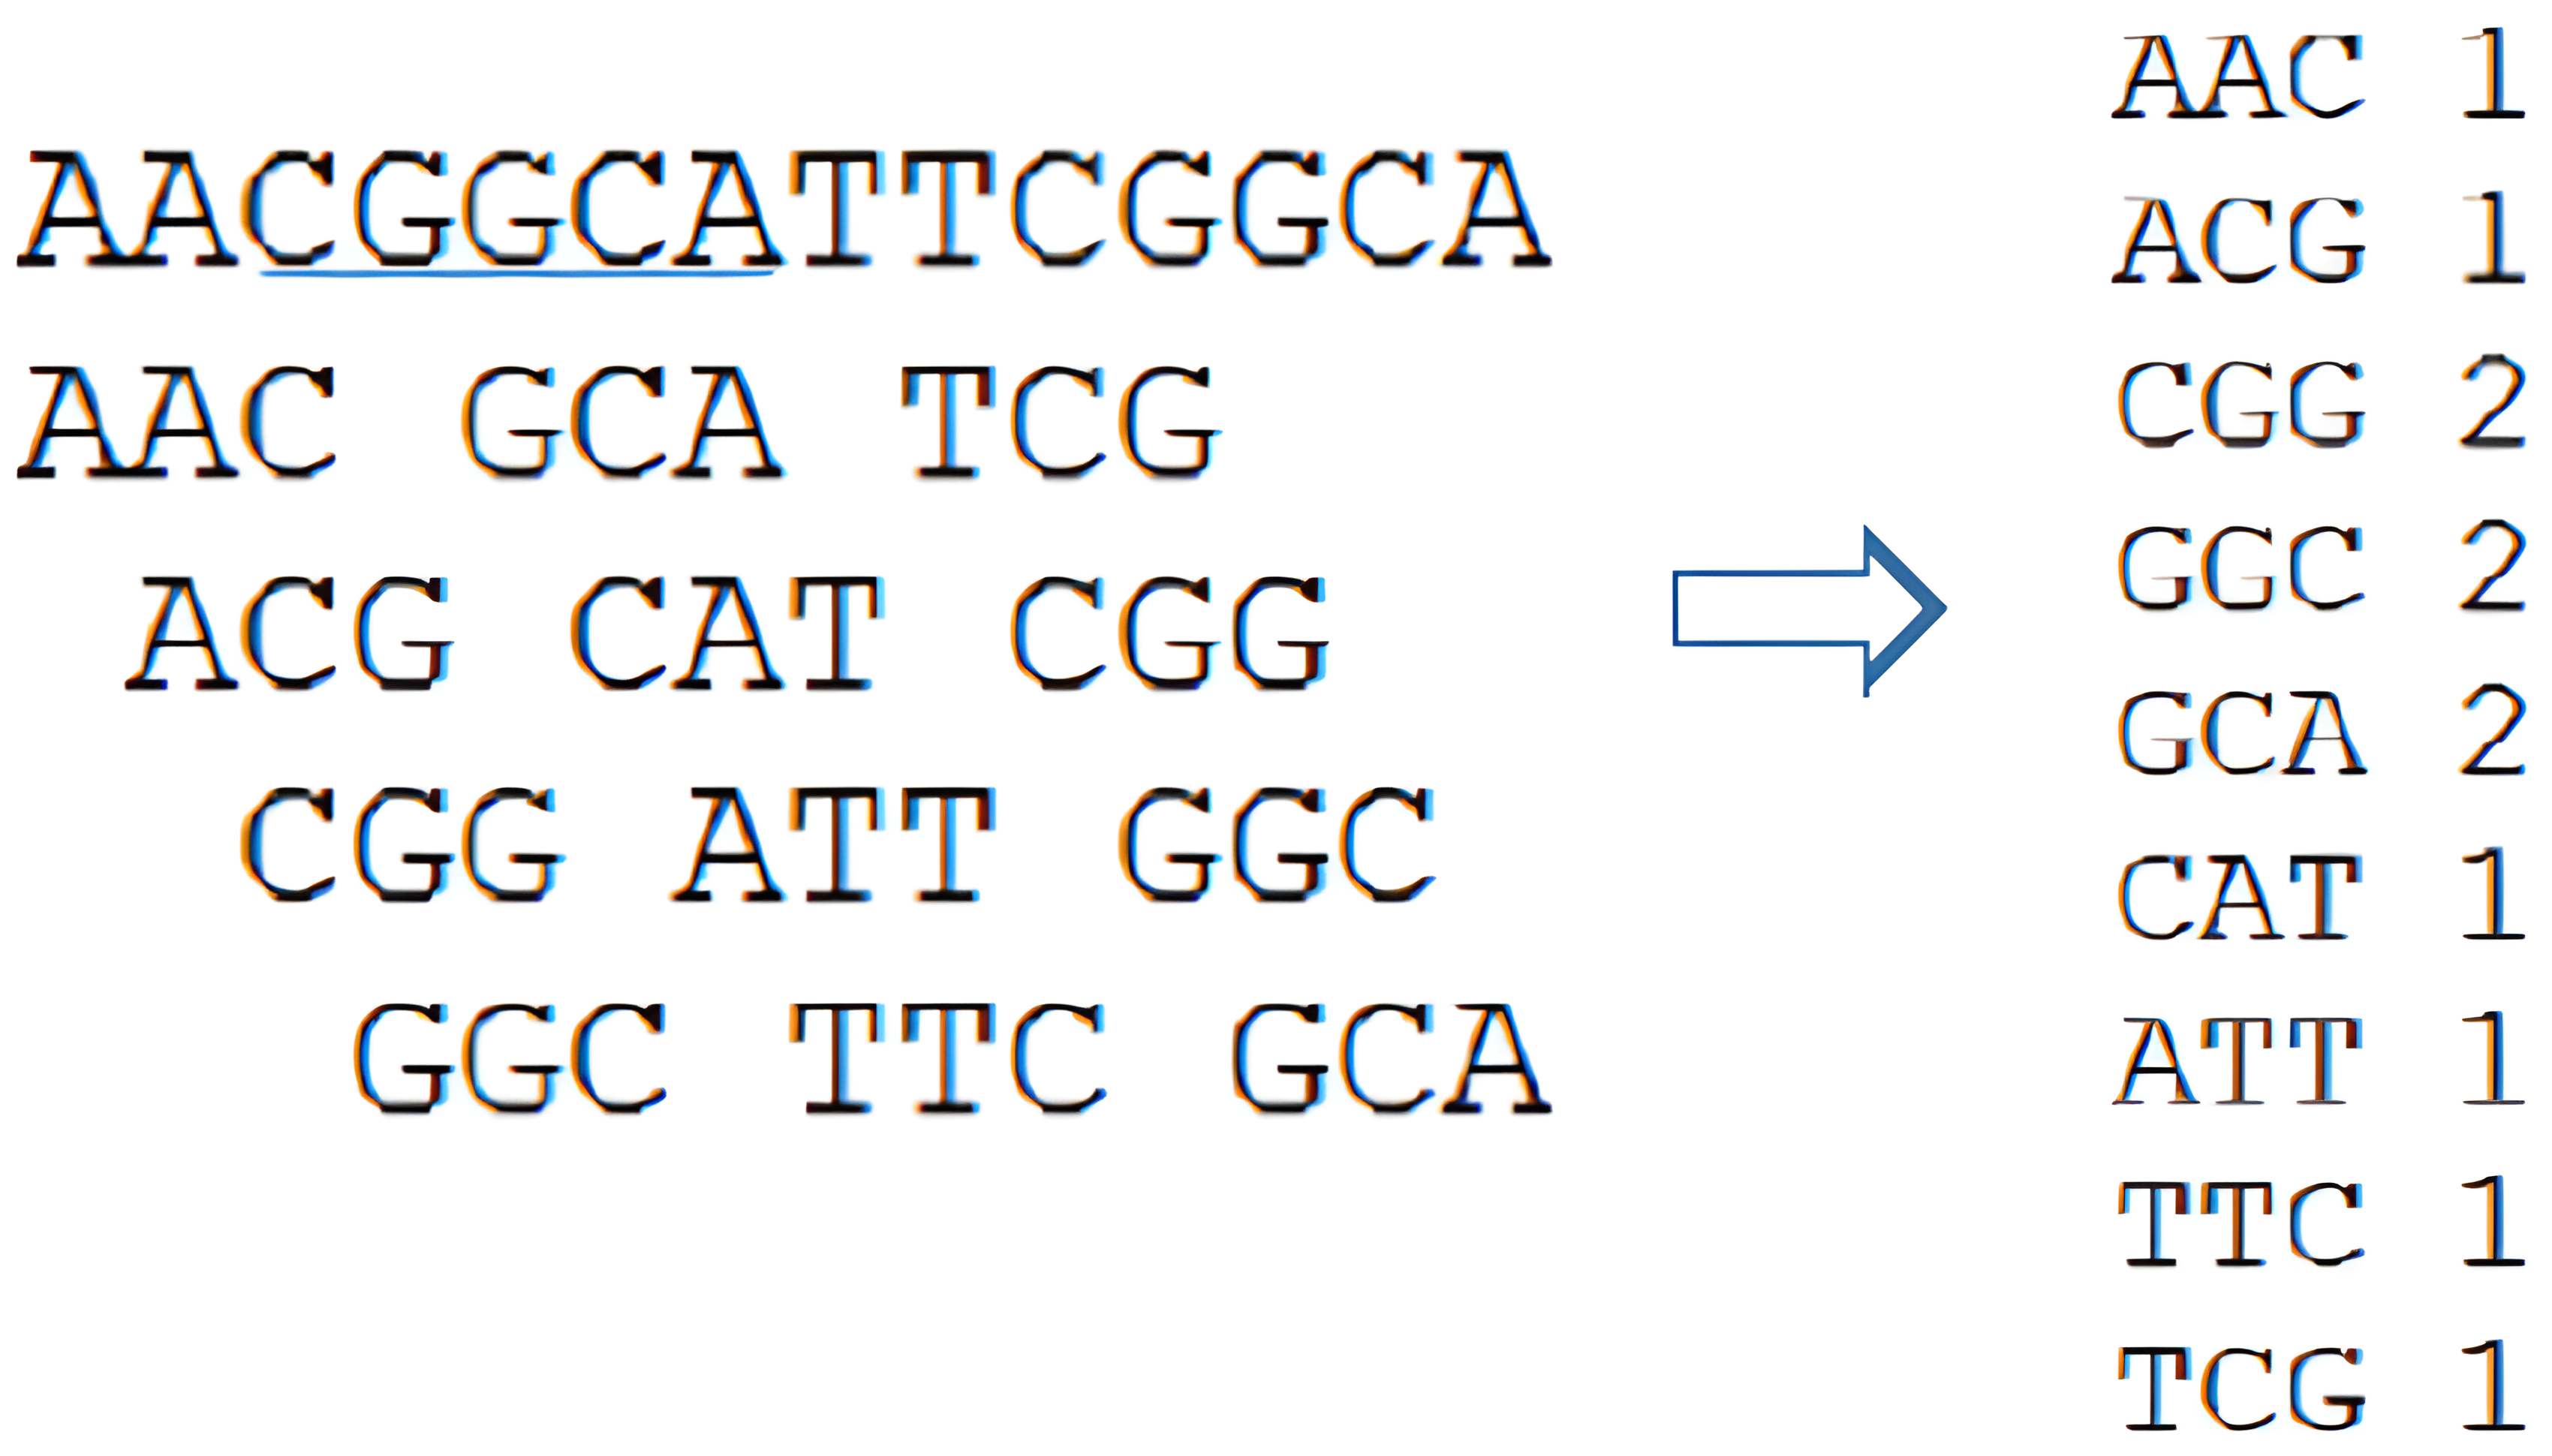 AACGGCATTCGGCA
AAC GCA TCG
ACG CAT CGG
CGG ATT GGC
GGC TTC GCA
AAC 1
ACG 1
CGG 2
GGC 2
GCA 2
CAT 1
ATT 1
TTC 1
TCG 1